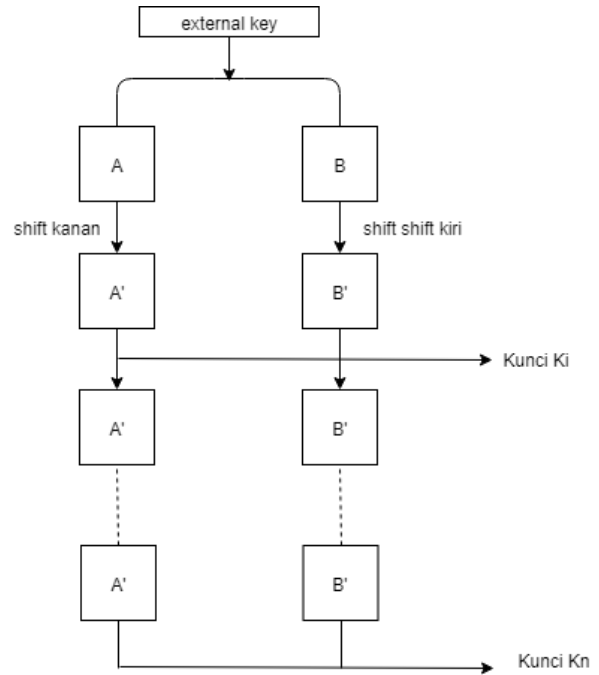 external key
A
B
shift kanan
shift shift kiri
A'
B'
Kunci Ki
A'
B'
A'
B'
Kunci Kn